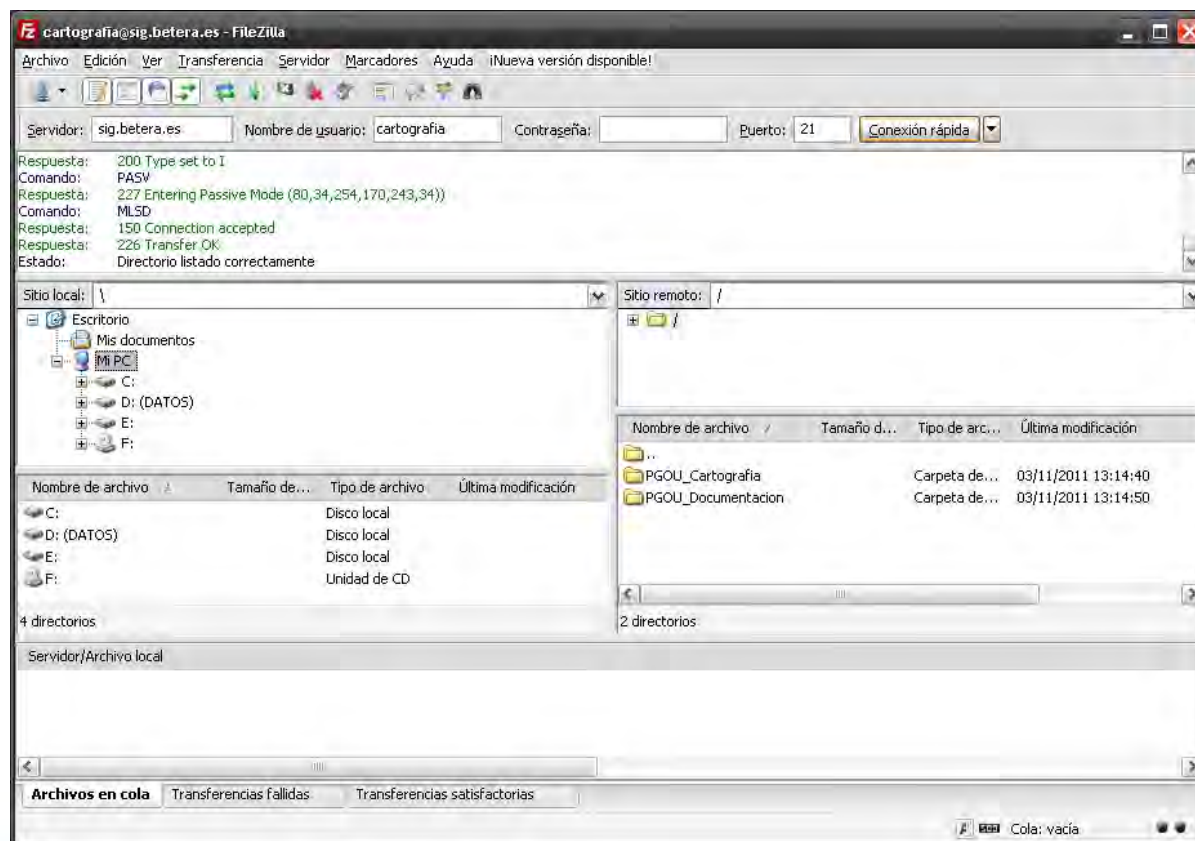 cartografia@sig.betera.es - FileZilla
Archivo Edición Ver Transferencia Servidor Marcadores Ayuda ¡Nueva versión disponible!
Servidor: sig.betera.es Nombre de usuario: cartografia Contraseña: Puerto: 21 Conexión rápida
Respuesta: 200 Type set to I
Comando: PASV
Respuesta: 227 Entering Passive Mode (80,34,254,170,243,34))
Comando: MLSD
Respuesta: 150 Connection accepted
Respuesta: 226 Transfer OK
Estado: Directorio listado correctamente
Sitio local: \
Escritorio
Mis documentos
Mi PC
C:
D: (DATOS)
E:
F:
Nombre de archivo Tamaño de... Tipo de archivo Última modificación
C: Disco local
D: (DATOS) Disco local
E: Disco local
F: Unidad de CD
4 directorios
Sitio remoto: /
/
Nombre de archivo Tamaño d... Tipo de arc... Última modificación
..
PGOU_Cartografia Carpeta de... 03/11/2011 13:14:40
PGOU_Documentacion Carpeta de... 03/11/2011 13:14:50
2 directorios
Servidor/Archivo local
Archivos en cola Transferencias fallidas Transferencias satisfactorias
Cola: vacía